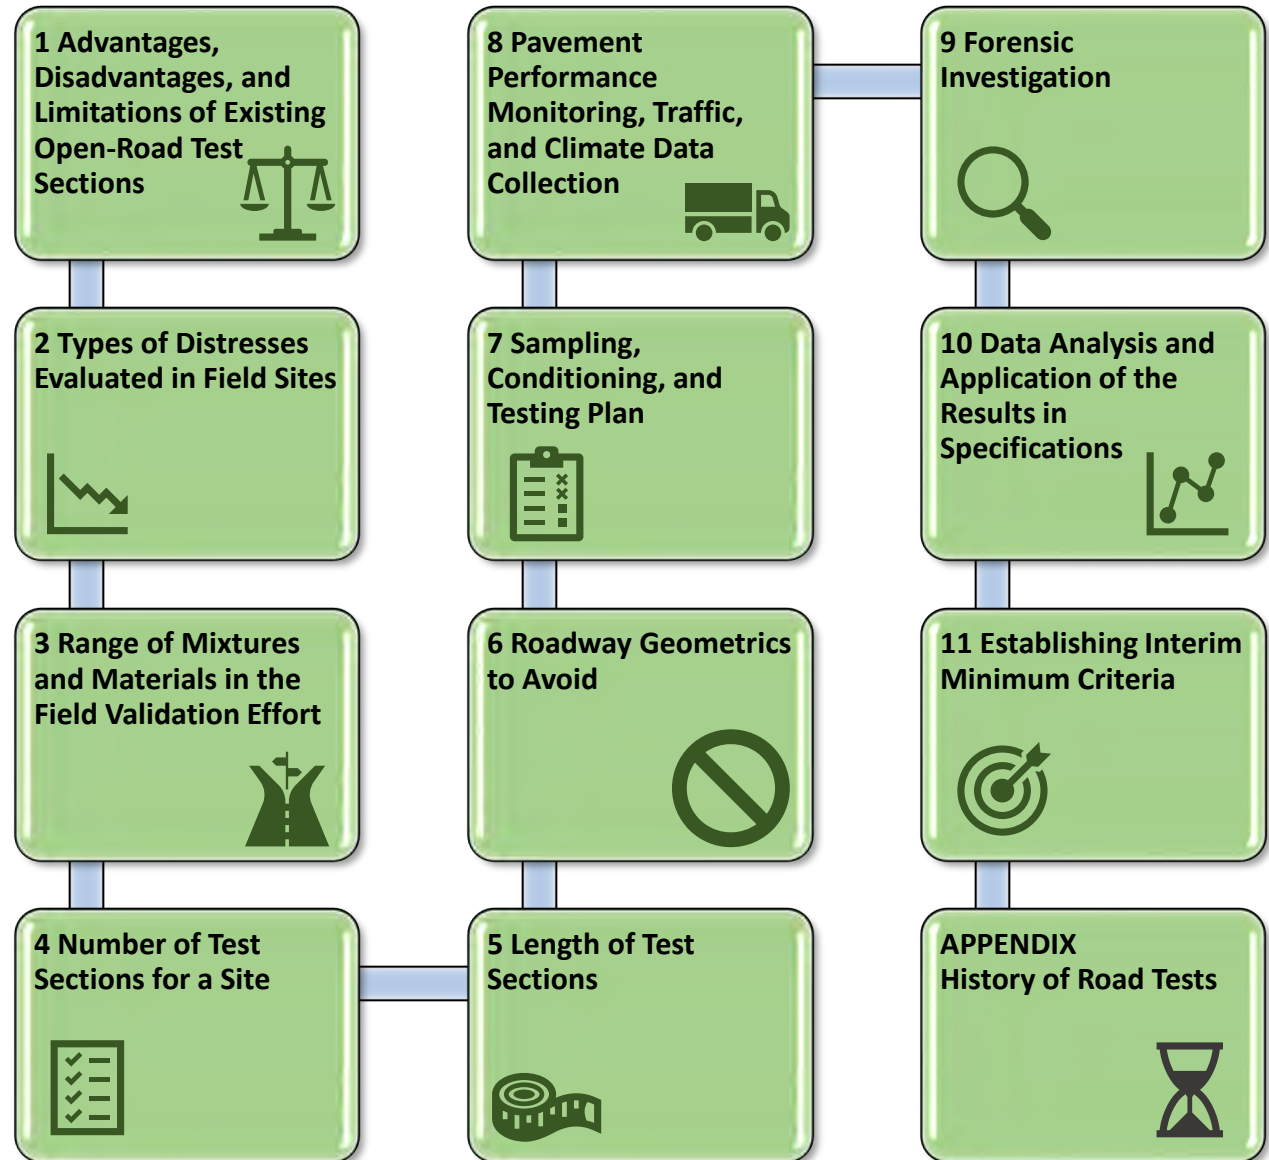 1 Advantages,
Disadvantages, and
Limitations of Existing
Open-Road Test
Sections
2 Types of Distresses
Evaluated in Field Sites
3 Range of Mixtures
and Materials in the
Field Validation Effort
4 Number of Test
Sections for a Site
5 Length of Test
Sections
6 Roadway Geometrics
to Avoid
7 Sampling,
Conditioning, and
Testing Plan
8 Pavement
Performance
Monitoring, Traffic,
and Climate Data
Collection
9 Forensic
Investigation
10 Data Analysis and
Application of the
Results in
Specifications
11 Establishing Interim
Minimum Criteria
APPENDIX
History of Road Tests